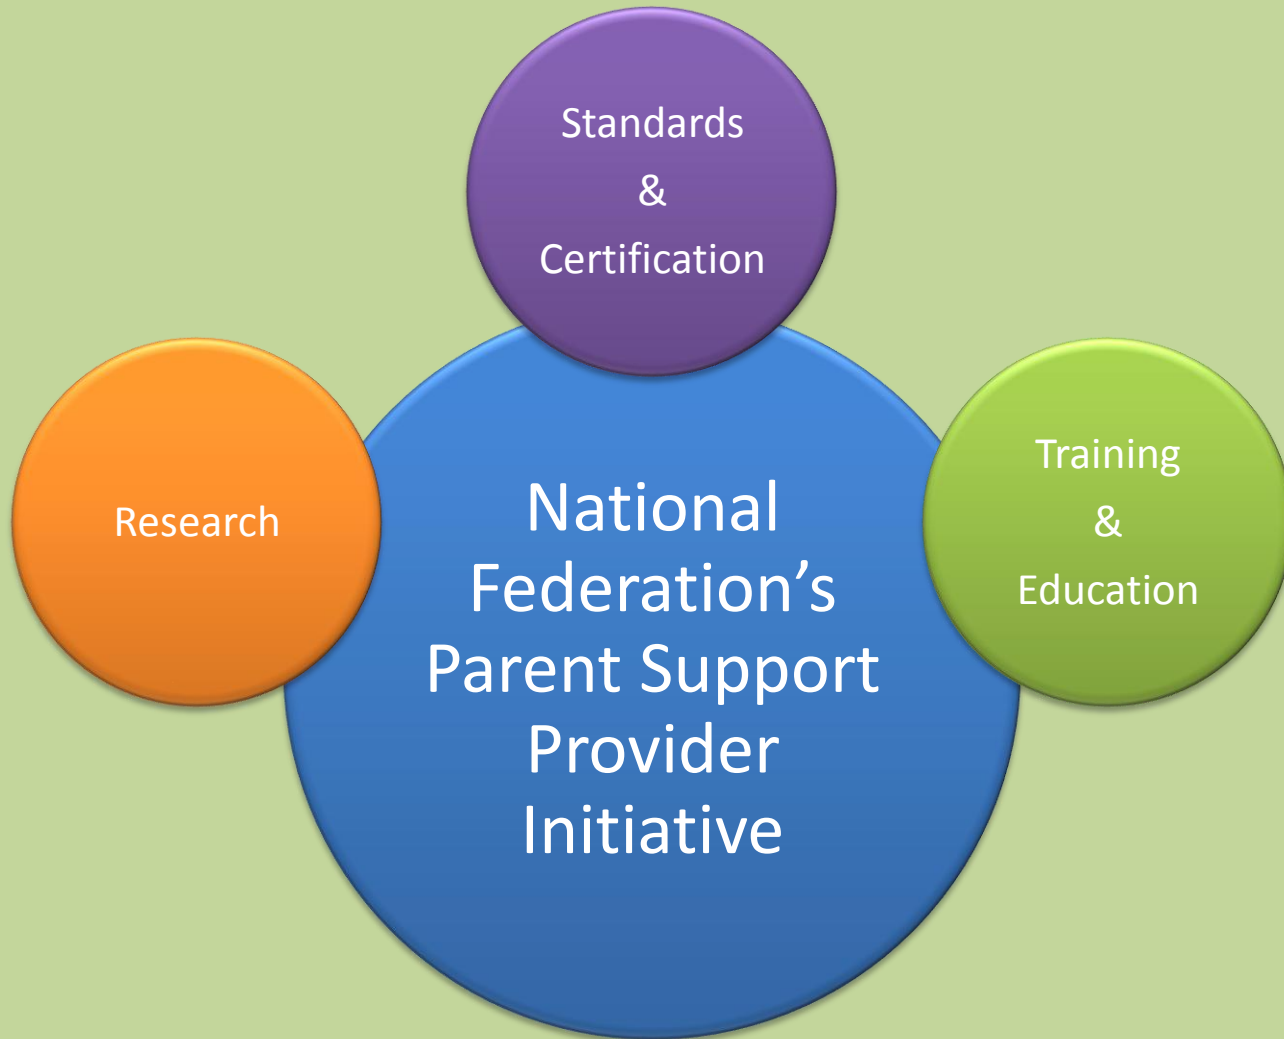 Standards
&
Certification
Research
Training
&
Education
National
Federation’s
Parent Support
Provider
Initiative